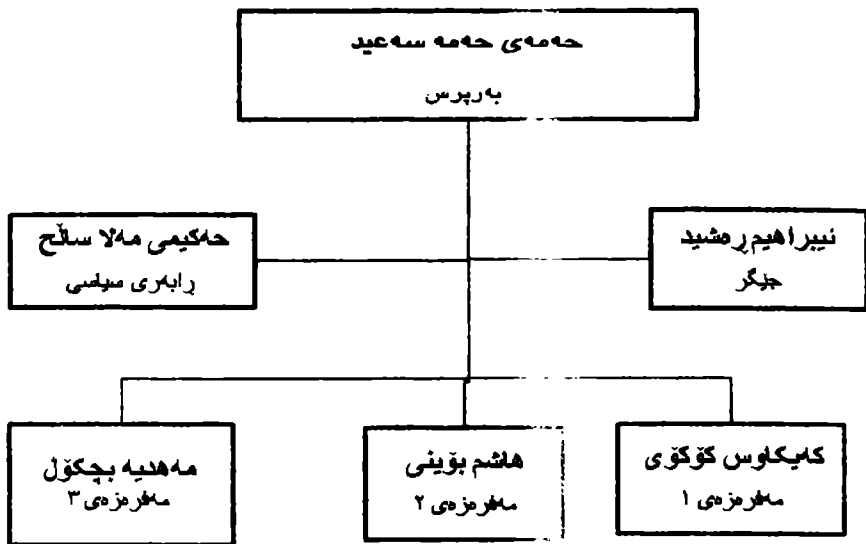 حەمەی حەمە سەعید
بەرپرس
ئیبراهیم ڕەشید
جێگر
حەکیمی مەلا ساڵح
ڕابەری سیاسی
کەیکاوس گۆکۆی
مەفرەزەی ١
هاشم بۆینی
مەفرەزەی ٢
مەهدیە بچکۆل
مەفرەزەی ٣